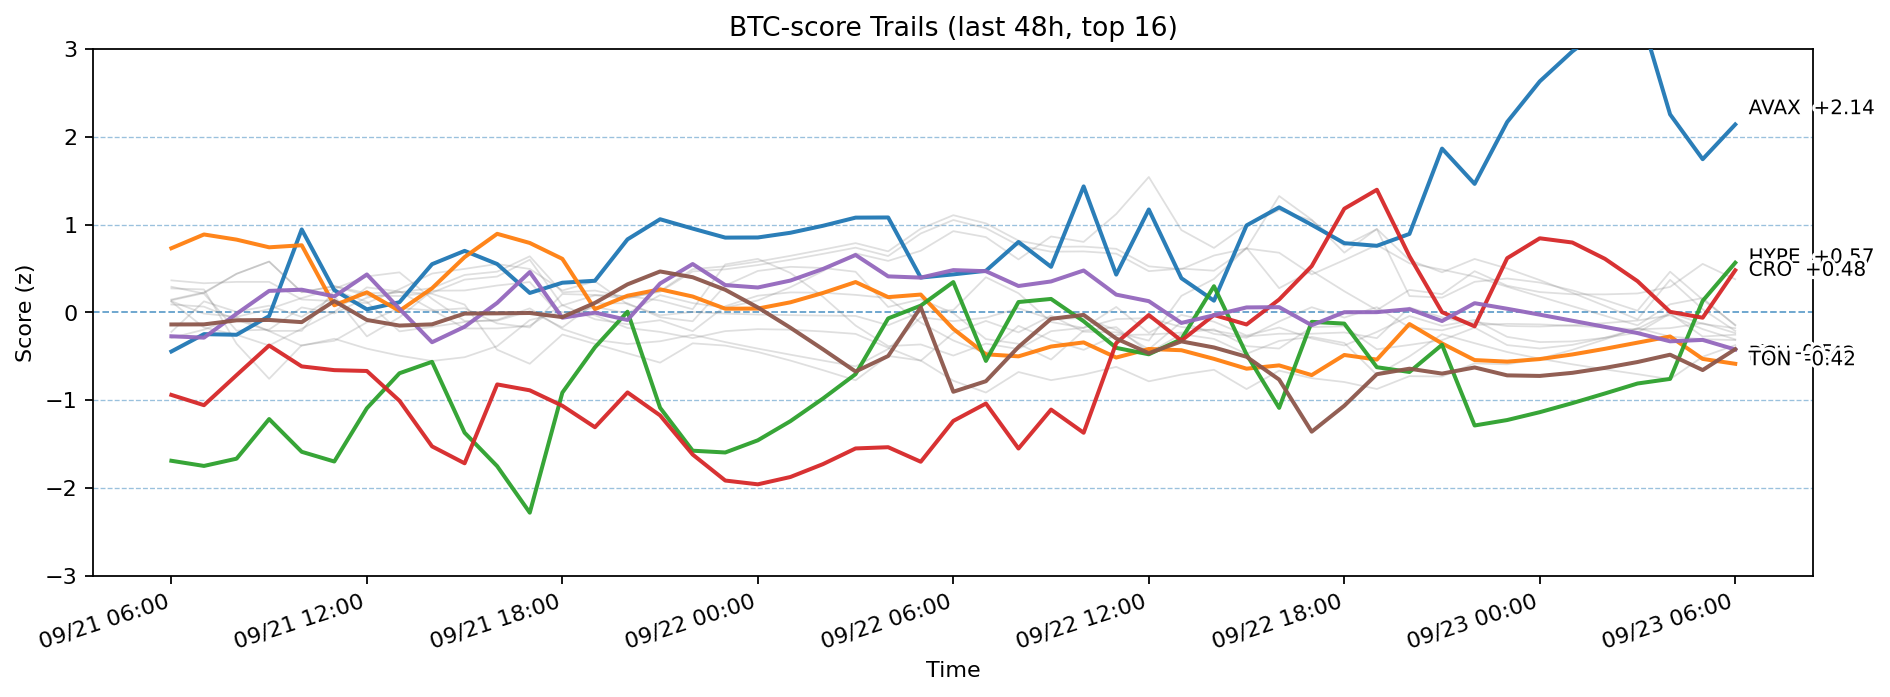 BTC-score Trails (last 48h, top 16)
Score (z)
3
2
1
0
−1
−2
−3
AVAX +2.14
HYPE +0.57
CRO +0.48
TON -0.42
09/21 06:00
09/21 12:00
09/21 18:00
09/22 00:00
09/22 06:00
09/22 12:00
09/22 18:00
09/23 00:00
09/23 06:00
Time